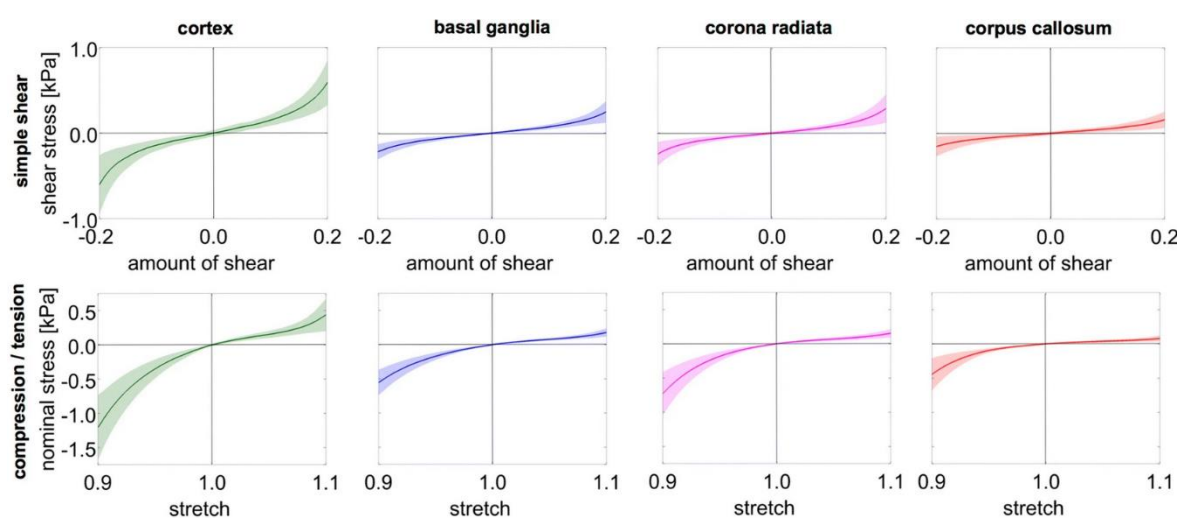 cortex
basal ganglia
corona radiata
corpus callosum
simple shear
shear stress [kPa]
1.0
0.0
-1.0
-0.2
0.0
0.2
-0.2
0.0
0.2
-0.2
0.0
0.2
-0.2
0.0
0.2
amount of shear
amount of shear
amount of shear
amount of shear
compression / tension
nominal stress [kPa]
0.5
0.0
-0.5
-1.0
-1.5
0.9
1.0
1.1
0.9
1.0
1.1
0.9
1.0
1.1
0.9
1.0
1.1
stretch
stretch
stretch
stretch